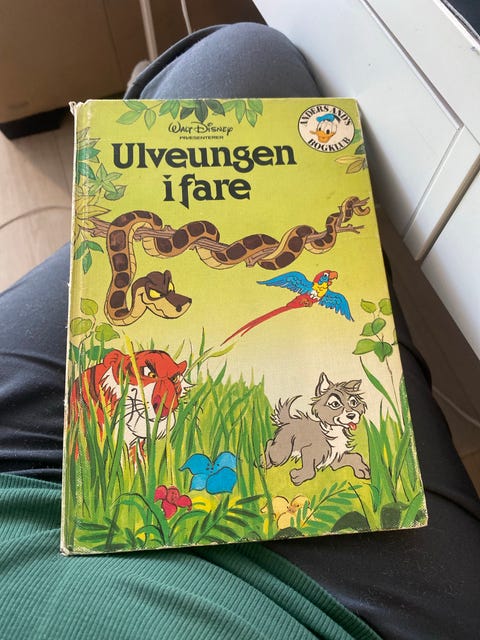 Walt Disney
PRÆSENTERER
Ulveungen
i fare
ANDERS AND'S
BOGKLUB